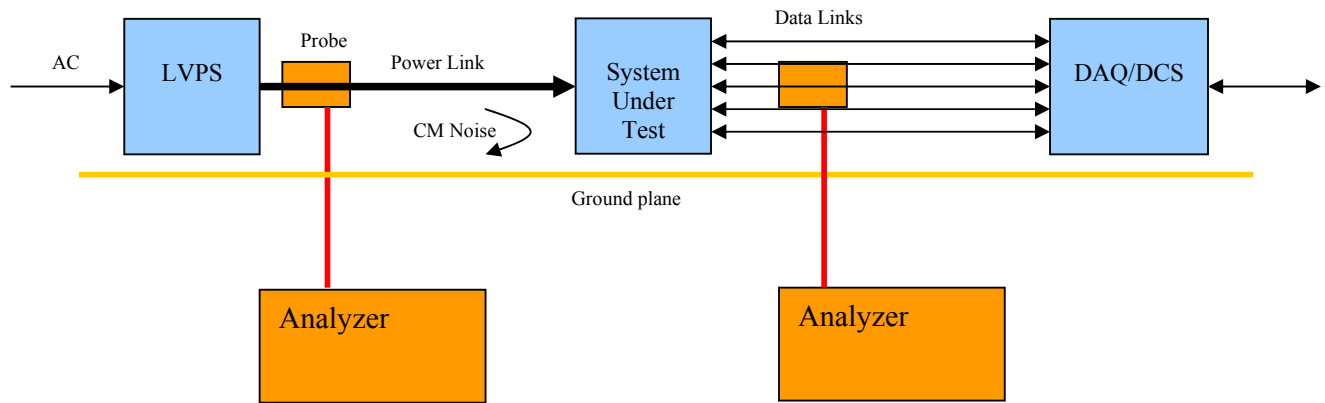 Data Links
Probe
AC
LVPS
Power Link
System
Under
Test
DAQ/DCS
CM Noise
Ground plane
Analyzer
Analyzer